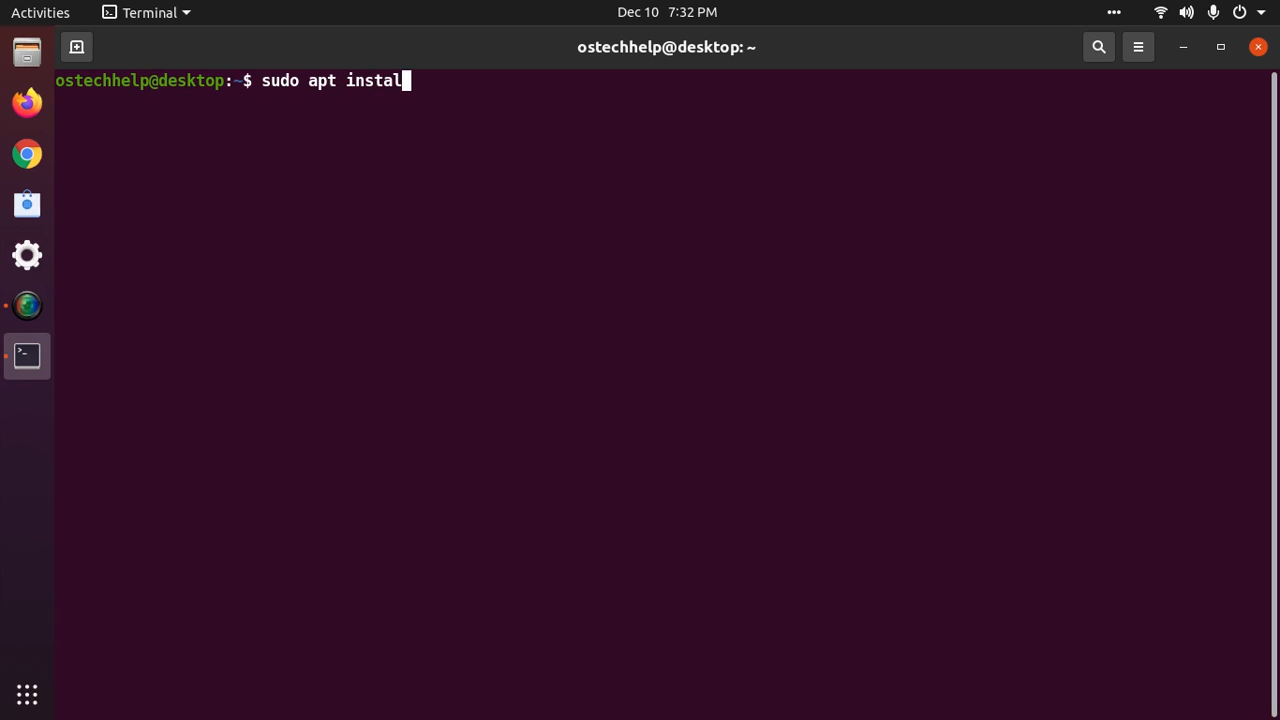 Activities Terminal Dec 10 7:32 PM
ostechhelp@desktop: ~
ostechhelp@desktop:~$ sudo apt instal